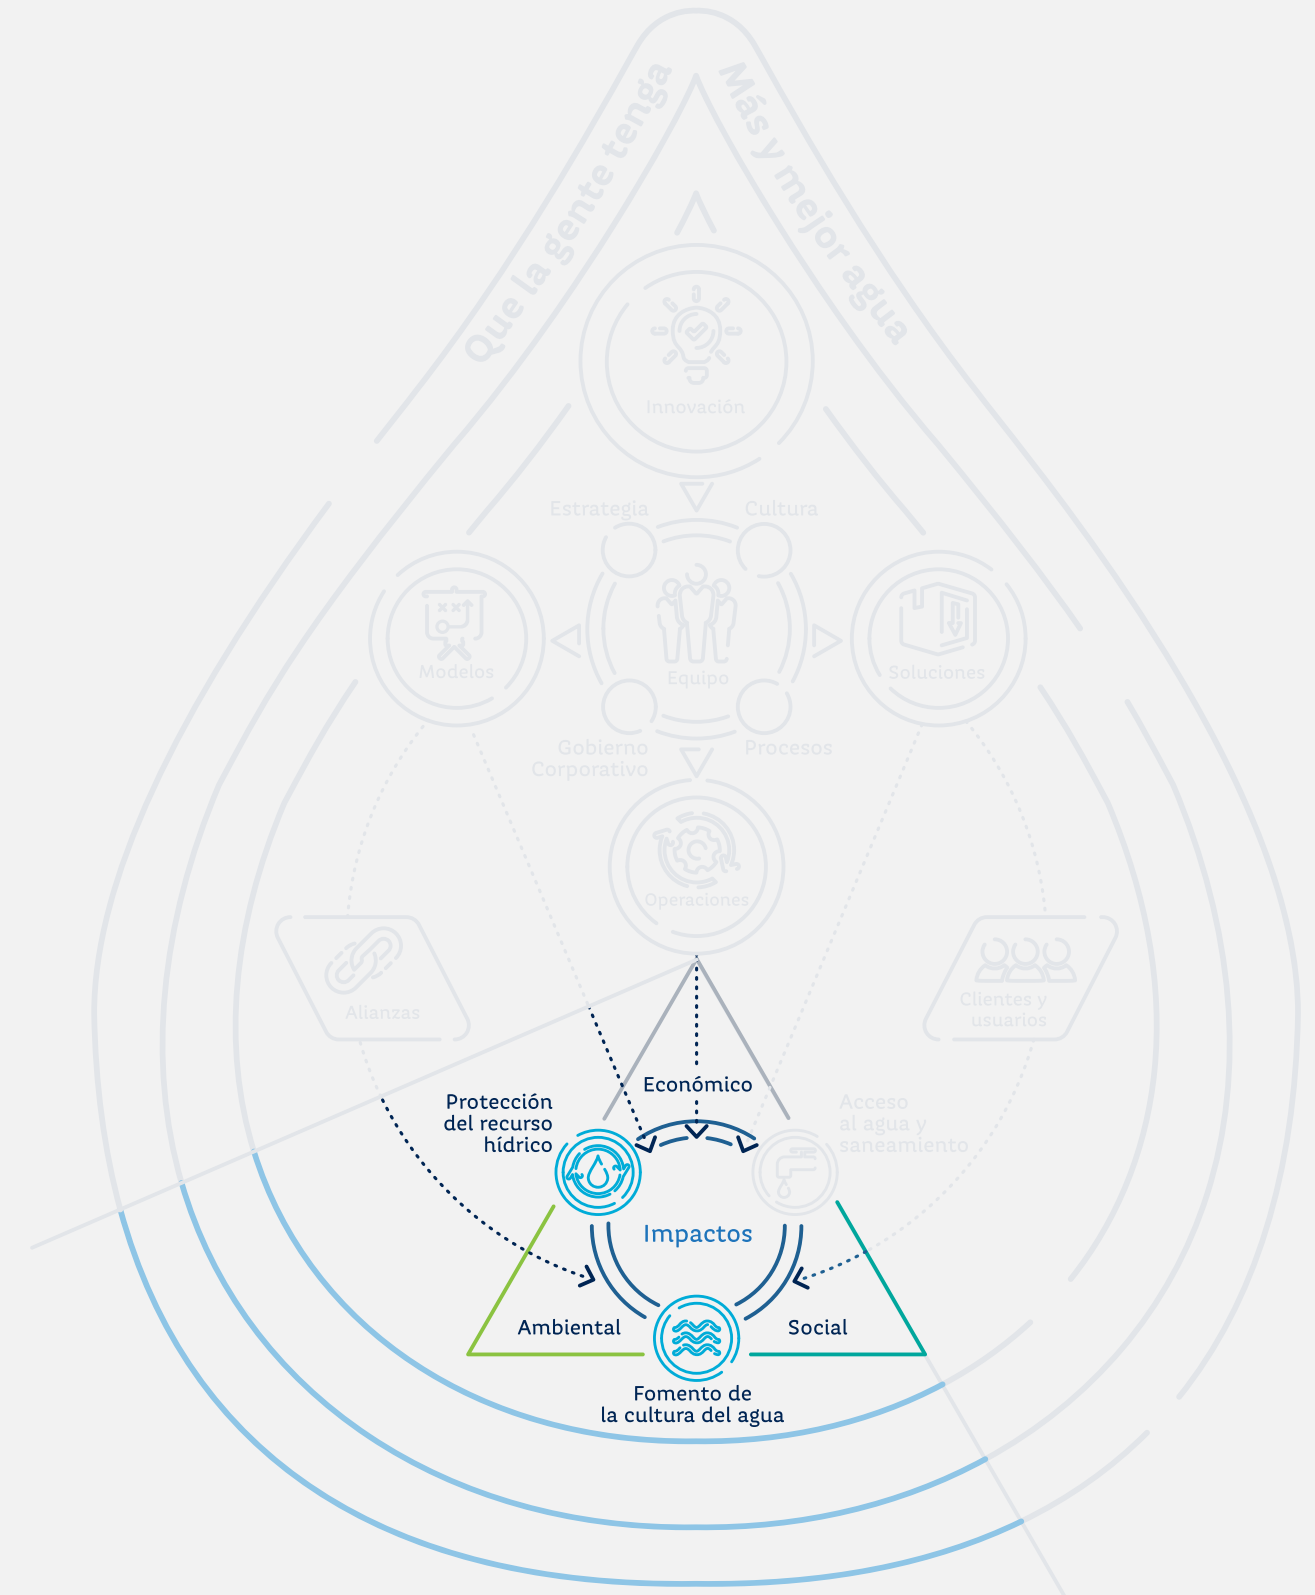 Que la gente tenga
Más y mejor agua
Innovación
Estrategia
Cultura
Modelos
Equipo
Soluciones
Gobierno
Corporativo
Procesos
Operaciones
Alianzas
Clientes y
usuarios
Económico
Protección
del recurso
hídrico
Acceso
al agua y
saneamiento
Impactos
Ambiental
Social
Fomento de
la cultura del agua